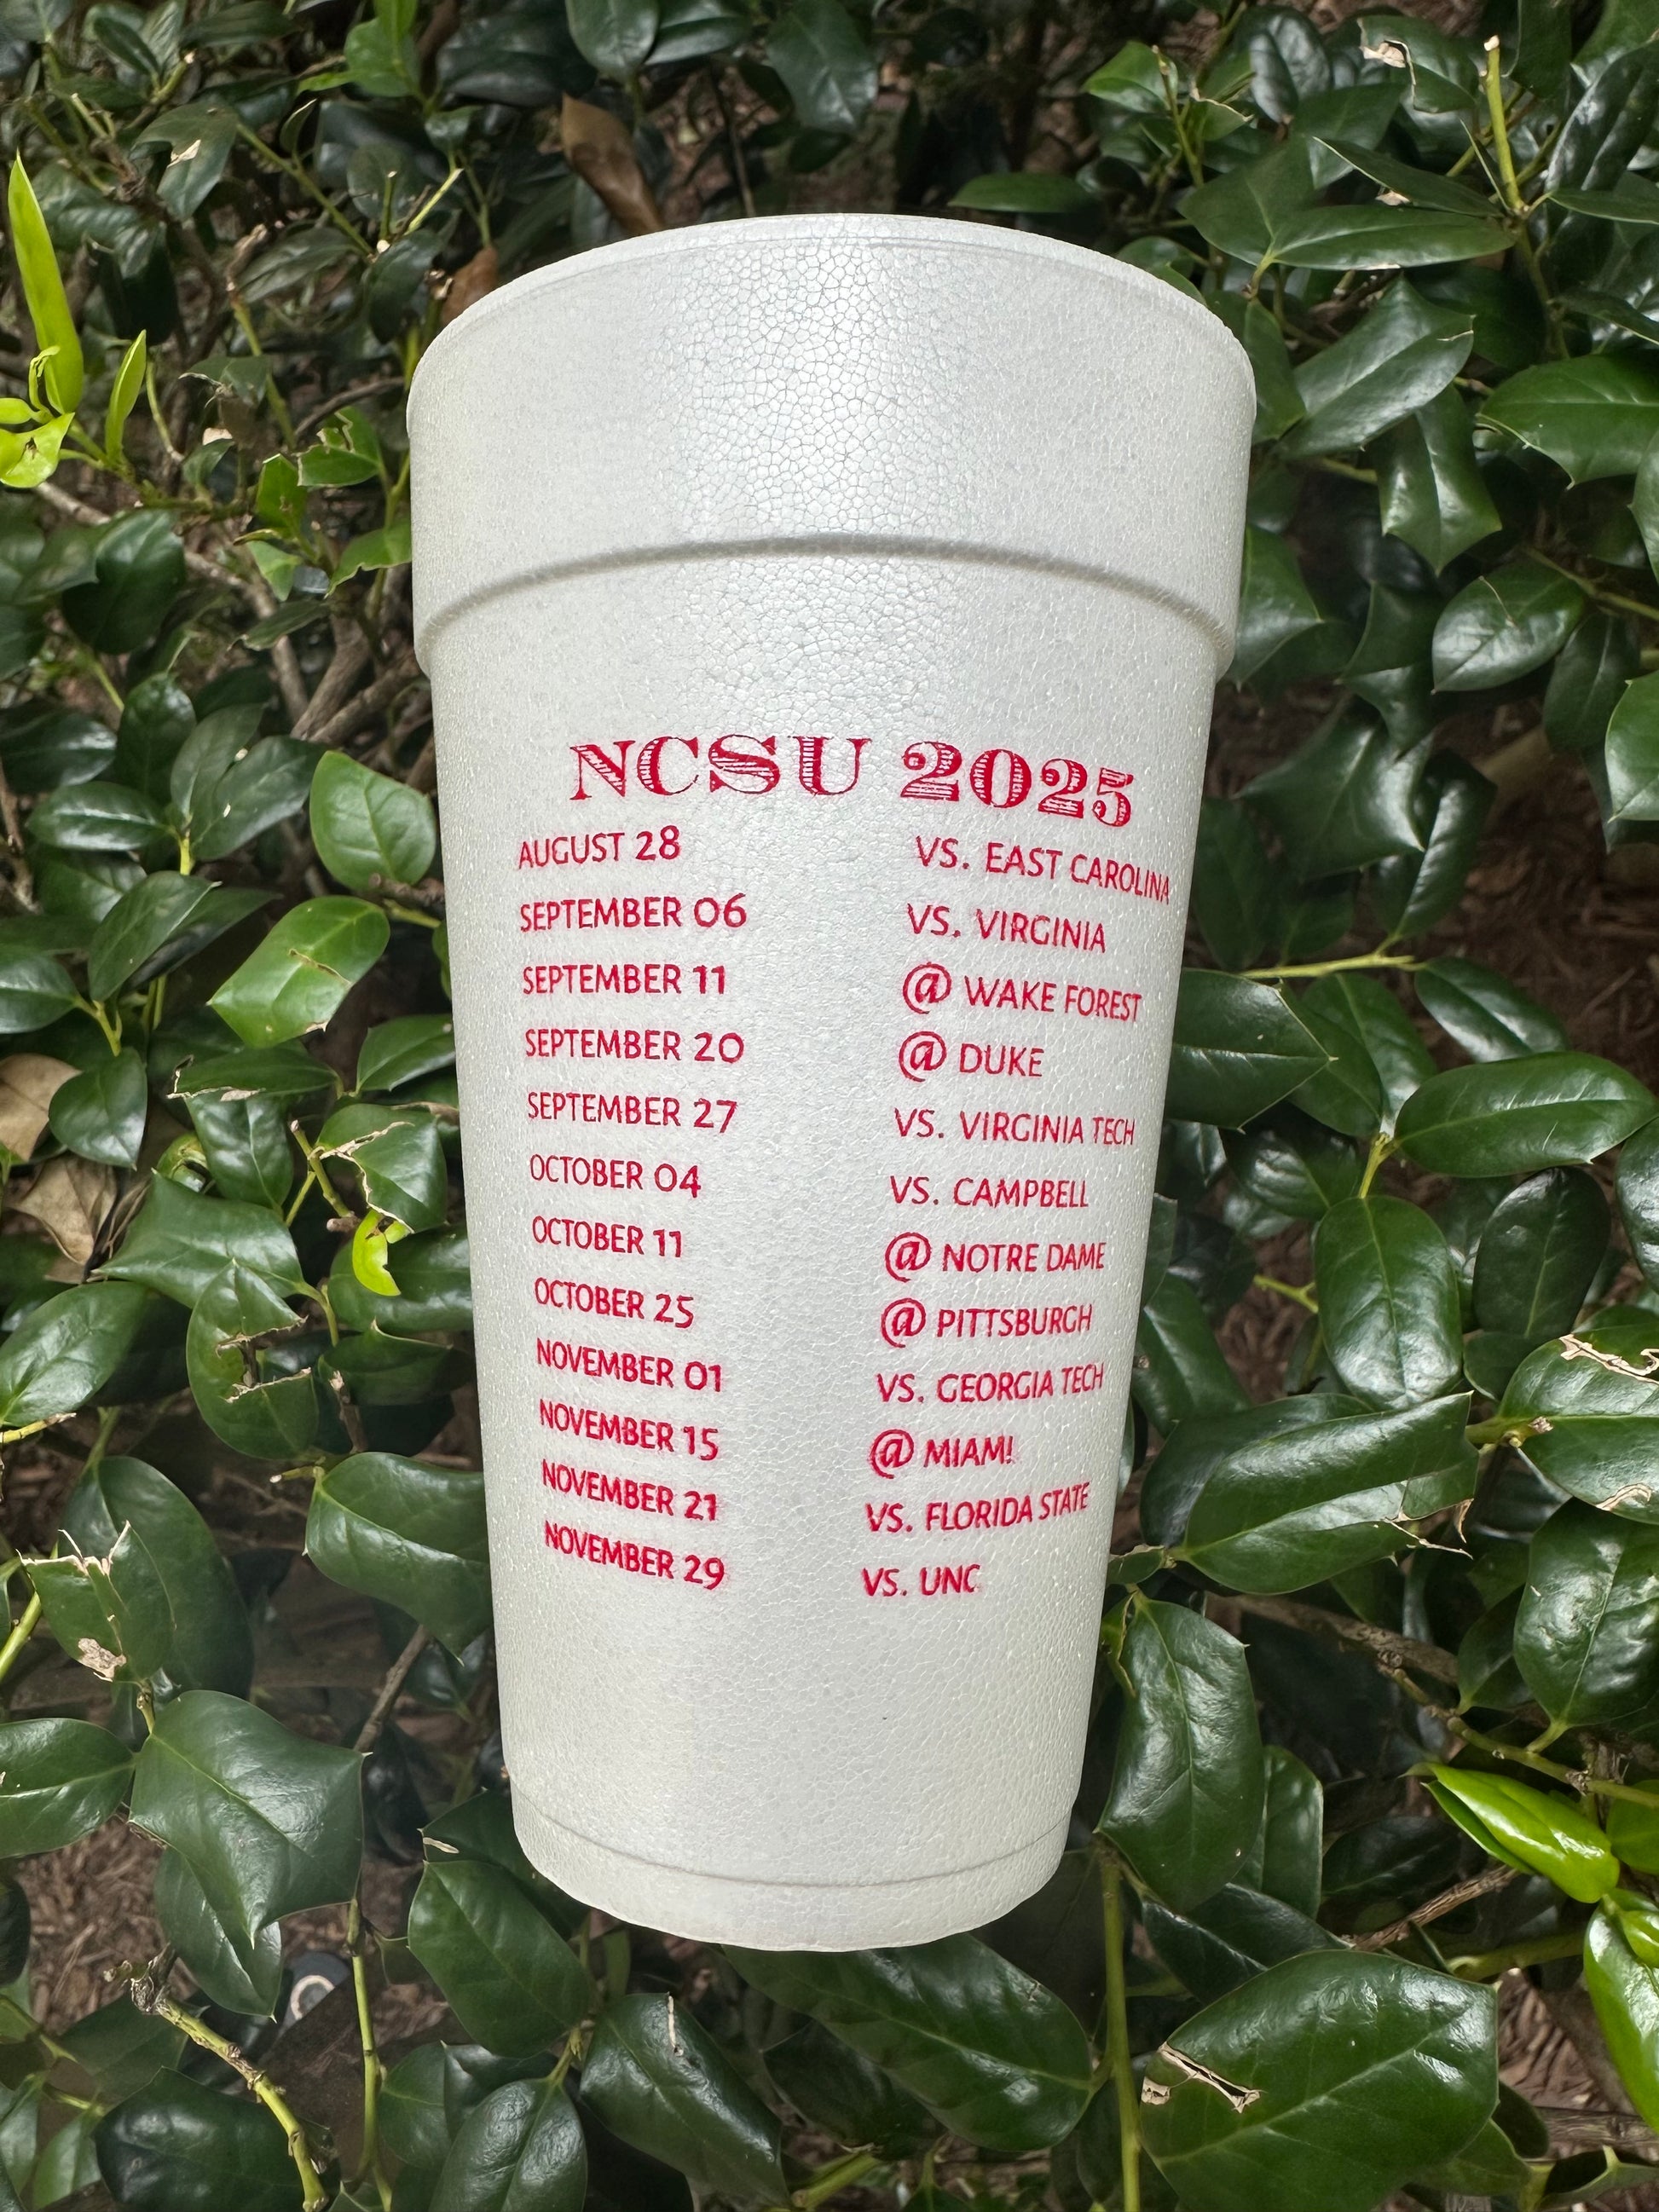 NCSU 2025
AUGUST 28 VS. EAST CAROLINA
SEPTEMBER 06 VS. VIRGINIA
SEPTEMBER 11 @ WAKE FOREST
SEPTEMBER 20 @ DUKE
SEPTEMBER 27 VS. VIRGINIA TECH
OCTOBER 04 VS. CAMPBELL
OCTOBER 11 @ NOTRE DAME
OCTOBER 25 @ PITTSBURGH
NOVEMBER 01 VS. GEORGIA TECH
NOVEMBER 15 @ MIAM!
NOVEMBER 21 VS. FLORIDA STATE
NOVEMBER 29 VS. UNC